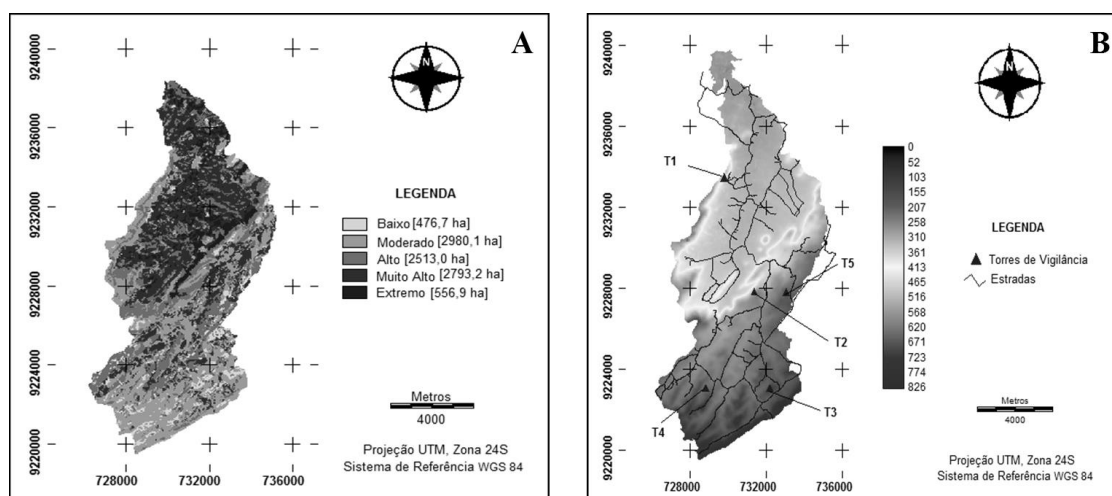 A
N
9240000
9236000
9232000
9228000
9224000
9220000
LEGENDA
Baixo [476,7 ha]
Moderado [2980,1 ha]
Alto [2513,0 ha]
Muito Alto [2793,2 ha]
Extremo [556,9 ha]
Metros
4000
Projeção UTM, Zona 24S
Sistema de Referência WGS 84
728000
732000
736000
B
N
9240000
9236000
9232000
9228000
9224000
9220000
T1
T5
T2
T3
T4
0
52
103
155
207
258
310
361
413
465
516
568
620
671
723
774
826
LEGENDA
Torres de Vigilância
Estradas
Metros
4000
Projeção UTM, Zona 24S
Sistema de Referência WGS 84
728000
732000
736000